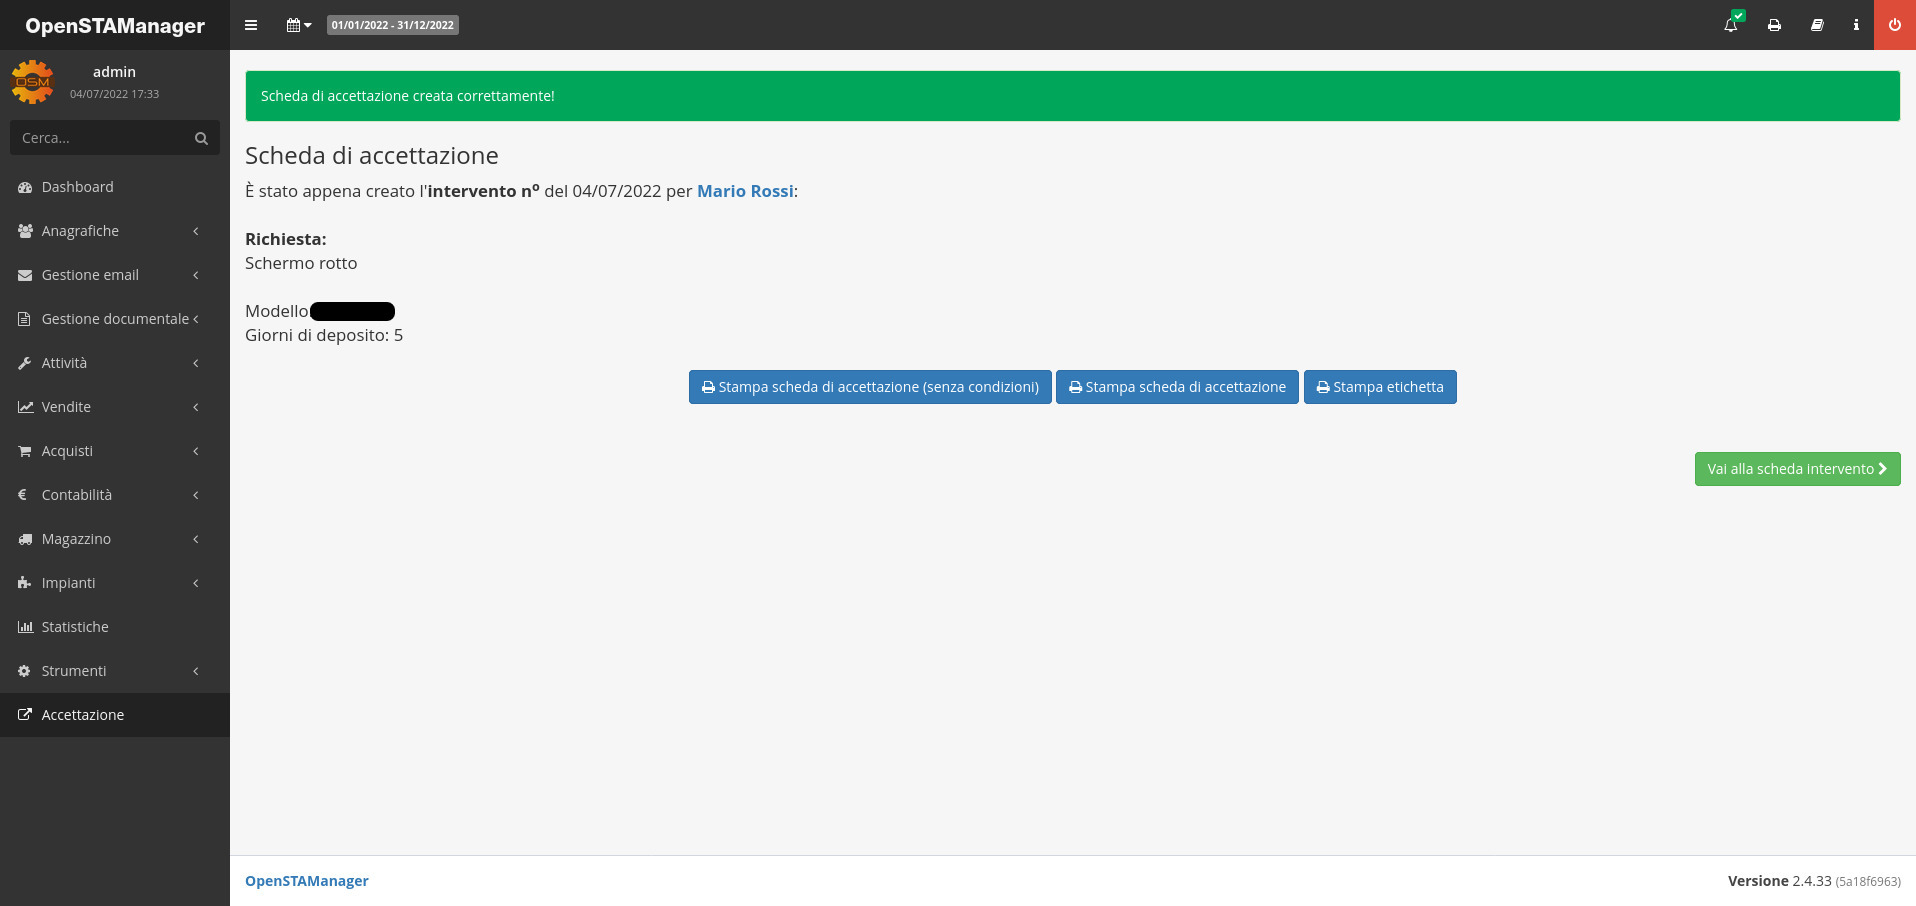 OpenSTAManager
01/01/2022 - 31/12/2022
admin
04/07/2022 17:33
OSM
Cerca...
Dashboard
Anagrafiche
Gestione email
Gestione documentale
Attività
Vendite
Acquisti
Contabilità
Magazzino
Impianti
Statistiche
Strumenti
Accettazione
Scheda di accettazione creata correttamente!
Scheda di accettazione
È stato appena creato l'intervento nº del 04/07/2022 per Mario Rossi:
Richiesta:
Schermo rotto
Modello
Giorni di deposito: 5
Stampa scheda di accettazione (senza condizioni)
Stampa scheda di accettazione
Stampa etichetta
Vai alla scheda intervento
OpenSTAManager
Versione 2.4.33 (5a18f6963)